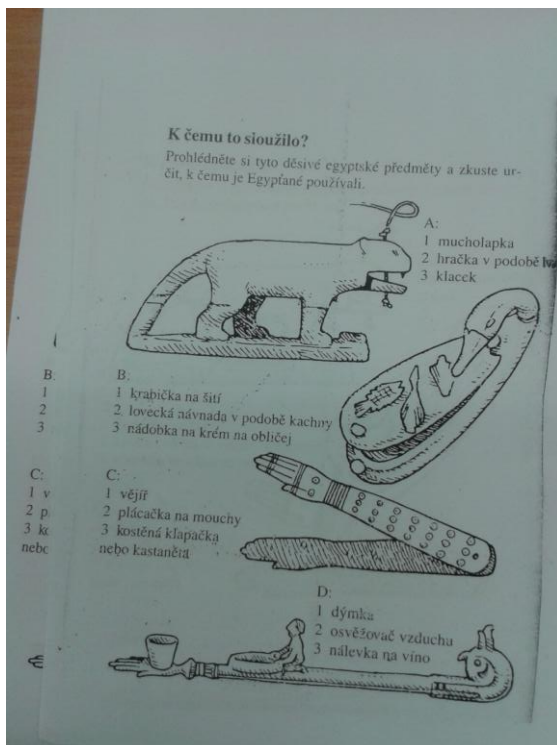 K čemu to sloužilo?
Prohlédněte si tyto děsivé egyptské předměty a zkuste ur-
čit, k čemu je Egypťané používali.
A:
1 mucholapka
2 hračka v podobě
3 klacek
B.
1
2
3
B:
1 krabička na šití
2 lovecká návnada v podobě kachny
3 nádobka na krém na obličej
C:
1 v
2 p
3 k
nebo
C:
1 vějíř
2 plácačka na mouchy
3 kostěná klapačka
nebo kastaněta
D:
1 dýmka
2 osvěžovač vzduchu
3 nálevka na víno